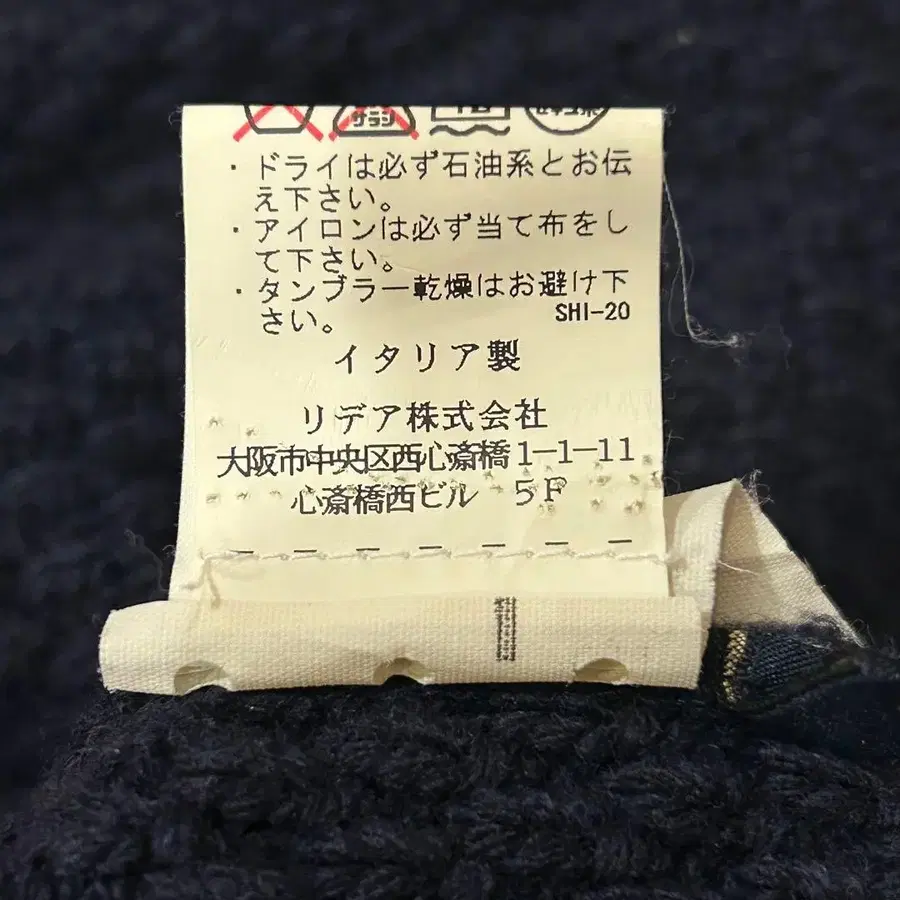 サラシ
・ドライは必ず石油系とお伝
え下さい。
・アイロンは必ず当て布をし
て下さい。
・タンブラー乾燥はお避け下
さい。
SHI-20
イタリア製
リデア株式会社
大阪市中央区西心斎橋1-1-11
心斎橋西ビル 5F